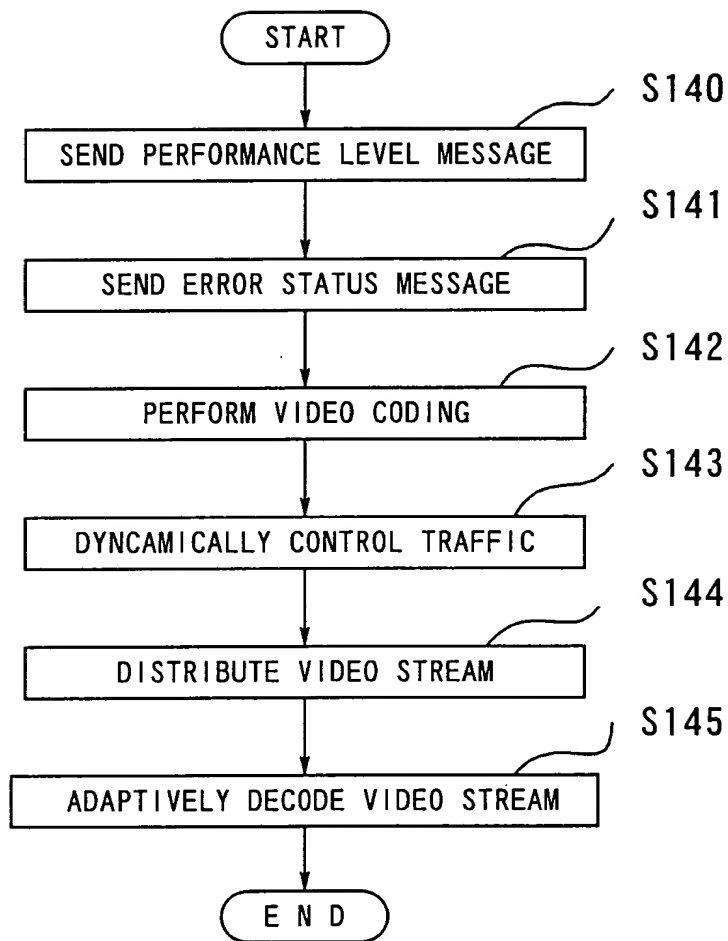 START
S140
SEND PERFORMANCE LEVEL MESSAGE
S141
SEND ERROR STATUS MESSAGE
S142
PERFORM VIDEO CODING
S143
DYNCAMICALLY CONTROL TRAFFIC
S144
DISTRIBUTE VIDEO STREAM
S145
ADAPTIVELY DECODE VIDEO STREAM
END